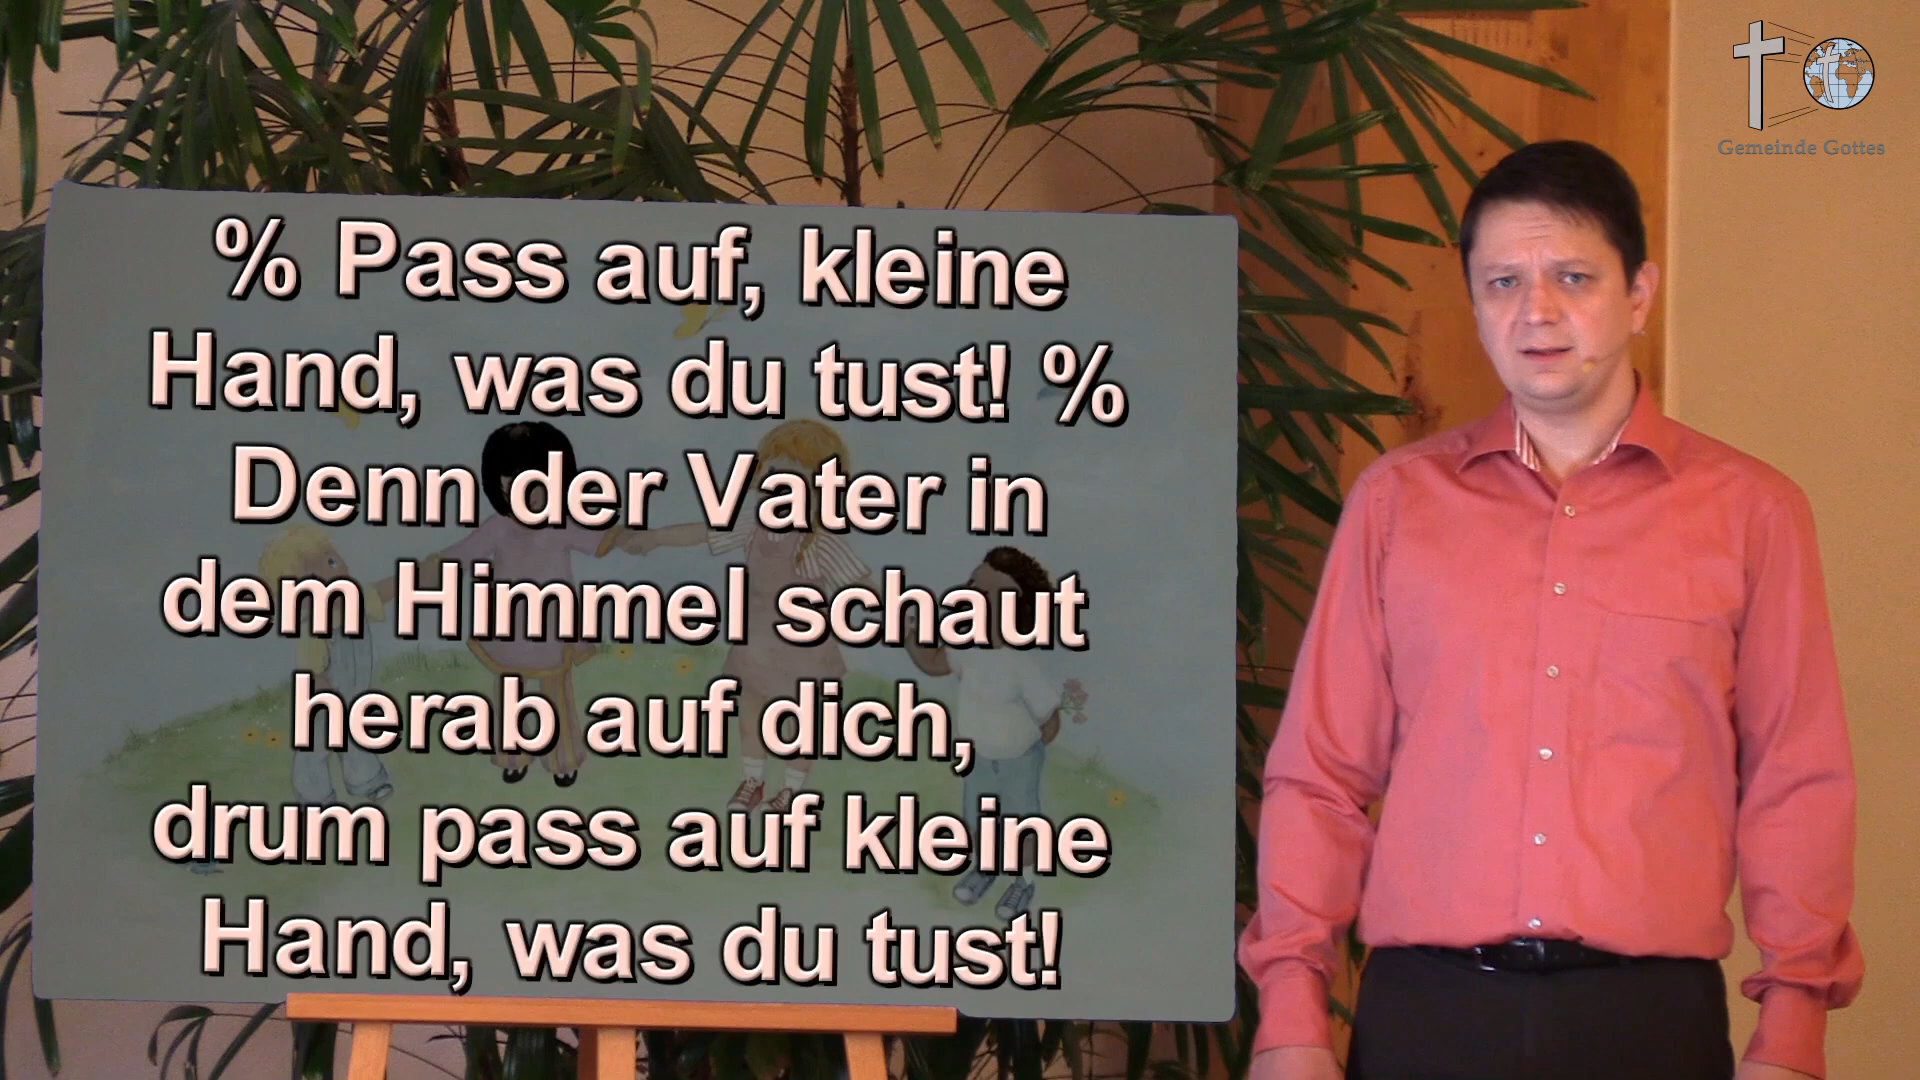 Gemeinde Gottes
% Pass auf, kleine
Hand, was du tust! %
Denn der Vater in
dem Himmel schaut
herab auf dich,
drum pass auf kleine
Hand, was du tust!